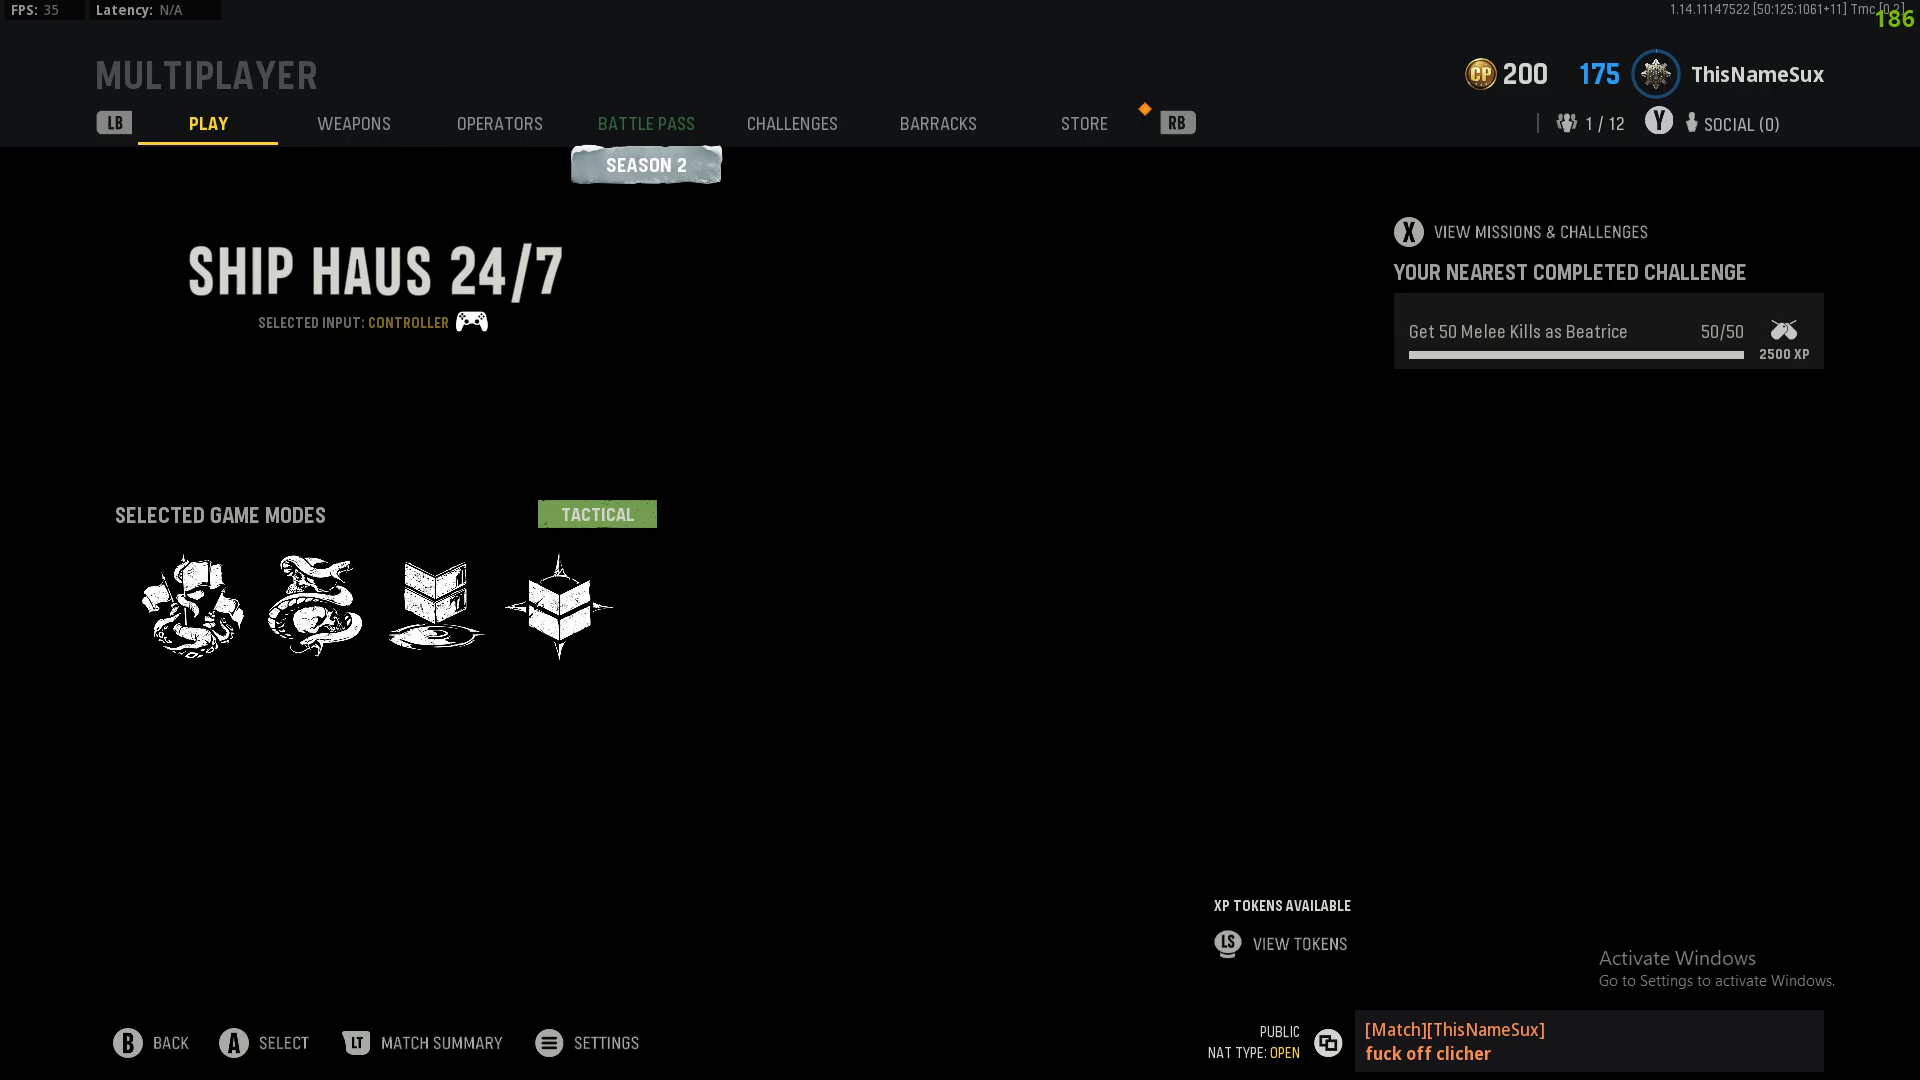 FPS: 35
Latency: N/A
1.14.11147522 [50:125:1061+11] Tmc
186
MULTIPLAYER
CP 200
175
ThisNameSux
LB
PLAY
WEAPONS
OPERATORS
BATTLE PASS
CHALLENGES
BARRACKS
STORE
RB
1 / 12
Y SOCIAL (0)
SEASON 2
SHIP HAUS 24/7
SELECTED INPUT: CONTROLLER
X VIEW MISSIONS & CHALLENGES
YOUR NEAREST COMPLETED CHALLENGE
Get 50 Melee Kills as Beatrice 50/50
2500 XP
SELECTED GAME MODES
TACTICAL
XP TOKENS AVAILABLE
LS VIEW TOKENS
Activate Windows
Go to Settings to activate Windows.
B BACK
A SELECT
LT MATCH SUMMARY
SETTINGS
PUBLIC
NAT TYPE: OPEN
[Match][ThisNameSux]
fuck off clicher